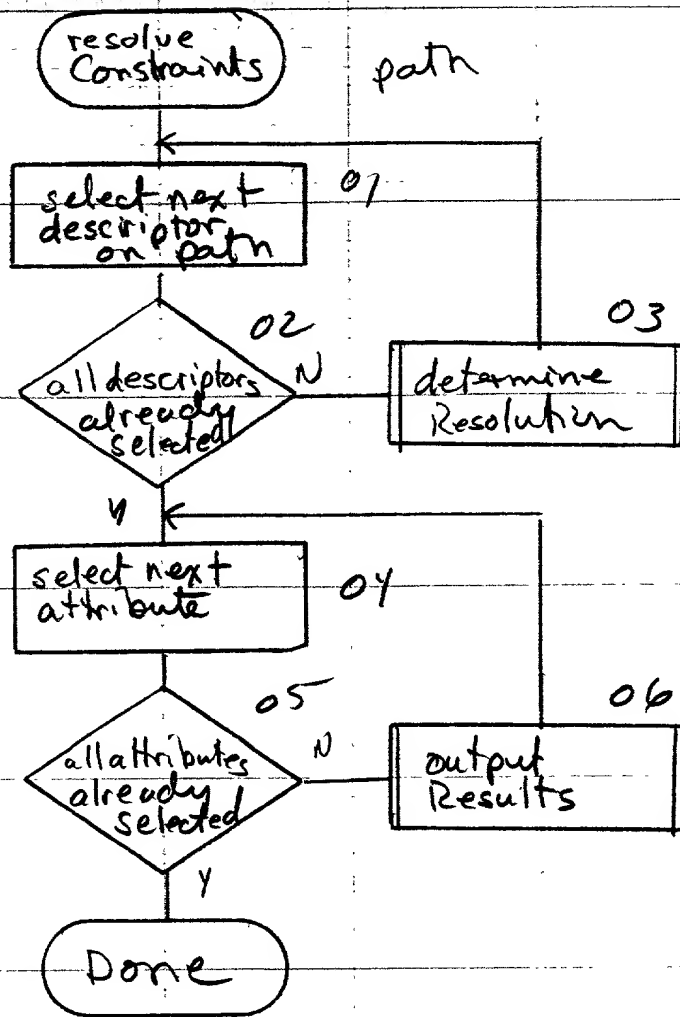 resolve
Constraints
path
select next
descriptor
on path
01
02
all descriptors
already
selected
N
03
determine
Resolution
Y
select next
attribute
04
05
all attributes
already
selected
N
06
output
Results
Y
Done